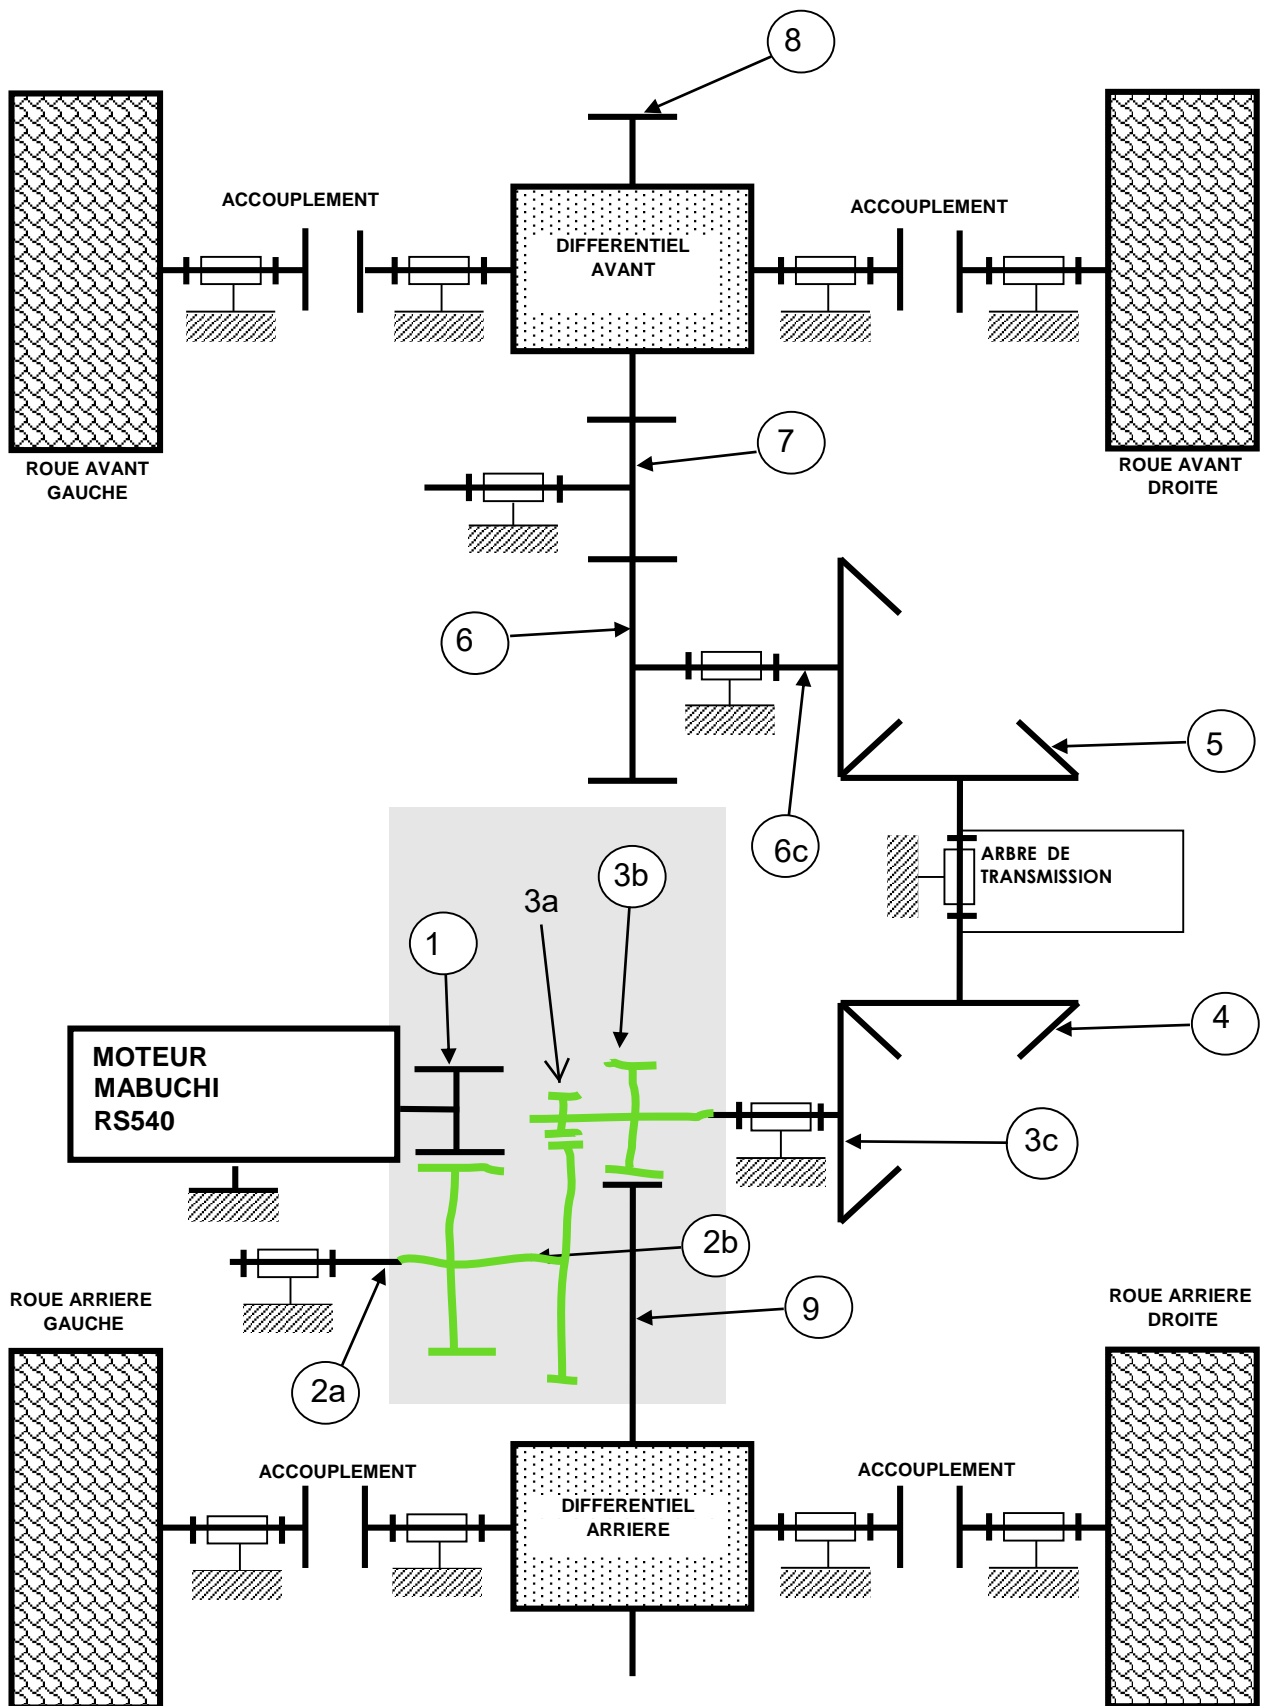 8
ACCOUPLEMENT
ACCOUPLEMENT
DIFFERENTIEL
AVANT
ROUE AVANT
GAUCHE
7
ROUE AVANT
DROITE
6
5
6c
ARBRE DE
TRANSMISSION
3b
3a
1
4
MOTEUR
MABUCHI
RS540
3c
2b
ROUE ARRIERE
GAUCHE
9
ROUE ARRIERE
DROITE
2a
ACCOUPLEMENT
ACCOUPLEMENT
DIFFERENTIEL
ARRIERE